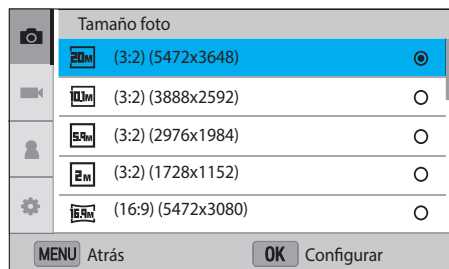 Tamaño foto
20M (3:2) (5472x3648)
10.1M (3:2) (3888x2592)
5.9M (3:2) (2976x1984)
2M (3:2) (1728x1152)
16.9M (16:9) (5472x3080)
MENU Atrás OK Configurar